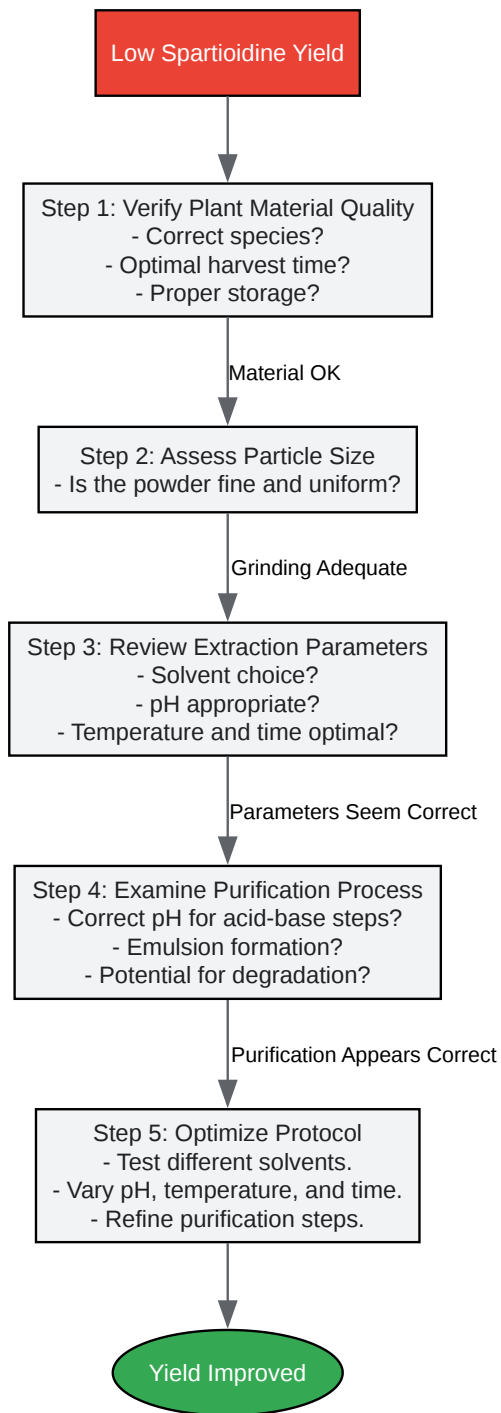 Low Spartioidine Yield
Step 1: Verify Plant Material Quality
- Correct species?
- Optimal harvest time?
- Proper storage?
Material OK
Step 2: Assess Particle Size
- Is the powder fine and uniform?
Grinding Adequate
Step 3: Review Extraction Parameters
- Solvent choice?
- pH appropriate?
- Temperature and time optimal?
Parameters Seem Correct
Step 4: Examine Purification Process
- Correct pH for acid-base steps?
- Emulsion formation?
- Potential for degradation?
Purification Appears Correct
Step 5: Optimize Protocol
- Test different solvents.
- Vary pH, temperature, and time.
- Refine purification steps.
Yield Improved